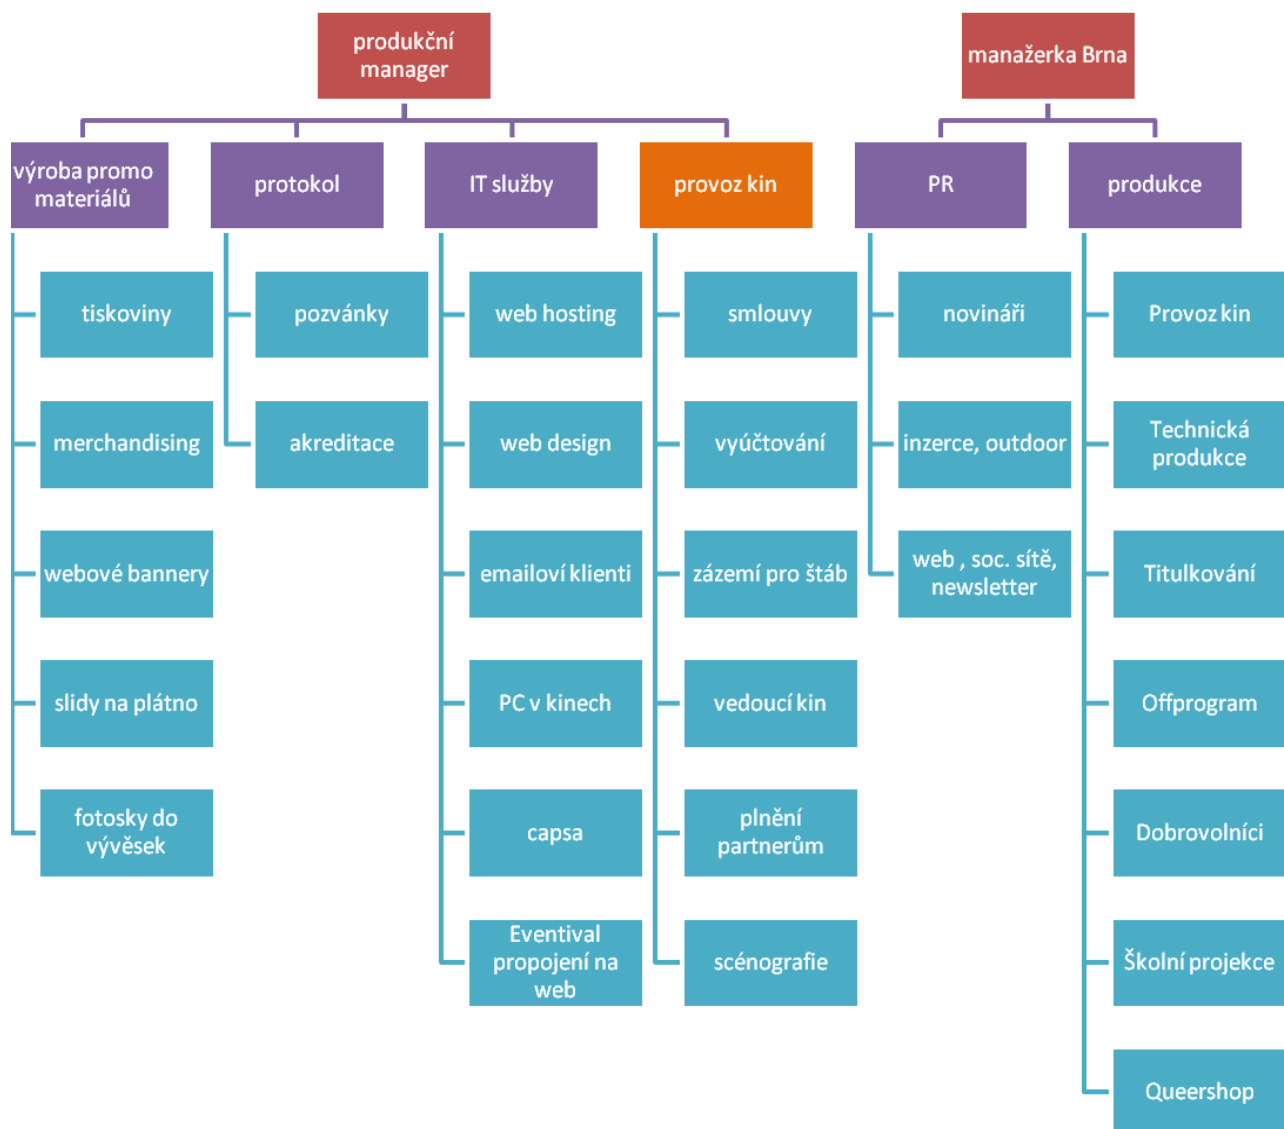 produkční
manager
manažerka Brna
výroba promo
materiálů
protokol
IT služby
provoz kin
PR
produkce
tiskoviny
pozvánky
web hosting
smlouvy
novináři
Provoz kin
merchandising
akreditace
web design
vyúčtování
inzerce, outdoor
Technická
produkce
webové bannery
emailoví klienti
zázemí pro štáb
web , soc. sítě,
newsletter
Titulkování
slidy na plátno
PC v kinech
vedoucí kin
Offprogram
fotosky do
vývěsek
capsa
plnění
partnerům
Dobrovolníci
Eventival
propojení na
web
scénografie
Školní projekce
Queershop